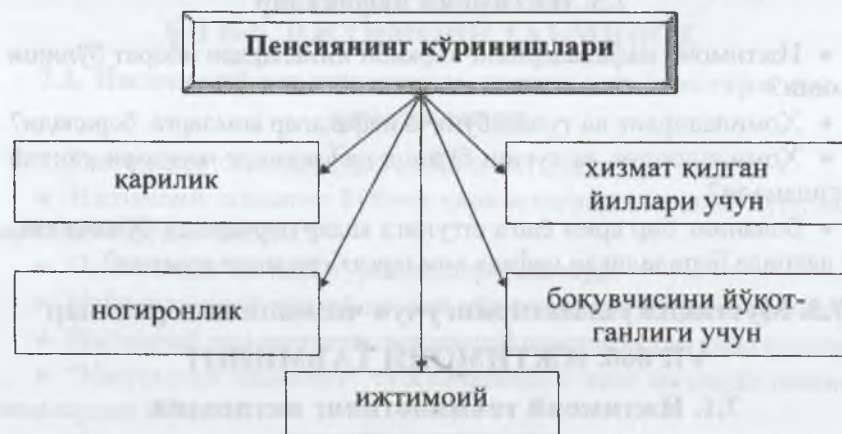 Пенсиянинг кўринишлари
қарилик
хизмат қилган
йиллари учун
ногиронлик
боқувчисини йўқот-
ганлиги учун
ижтимоий